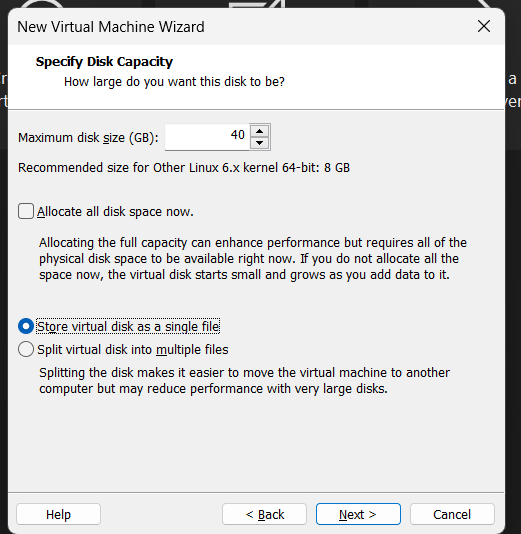 New Virtual Machine Wizard
Specify Disk Capacity
How large do you want this disk to be?
Maximum disk size (GB): 40
Recommended size for Other Linux 6.x kernel 64-bit: 8 GB
Allocate all disk space now.
Allocating the full capacity can enhance performance but requires all of the
physical disk space to be available right now. If you do not allocate all the
space now, the virtual disk starts small and grows as you add data to it.
Store virtual disk as a single file
Split virtual disk into multiple files
Splitting the disk makes it easier to move the virtual machine to another
computer but may reduce performance with very large disks.
Help
< Back
Next >
Cancel